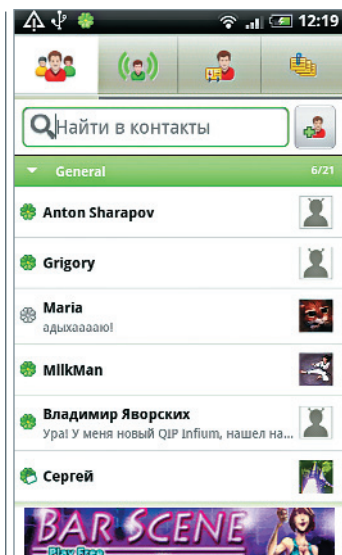 12:19
Найти в контакты
General 6/21
Anton Sharapov
Grigory
Maria
адыхааааю!
MilkMan
Владимир Яворских
Ура! У меня новый QIP Infium, нашел на...
Сергей
BAR SCENE
Play Free